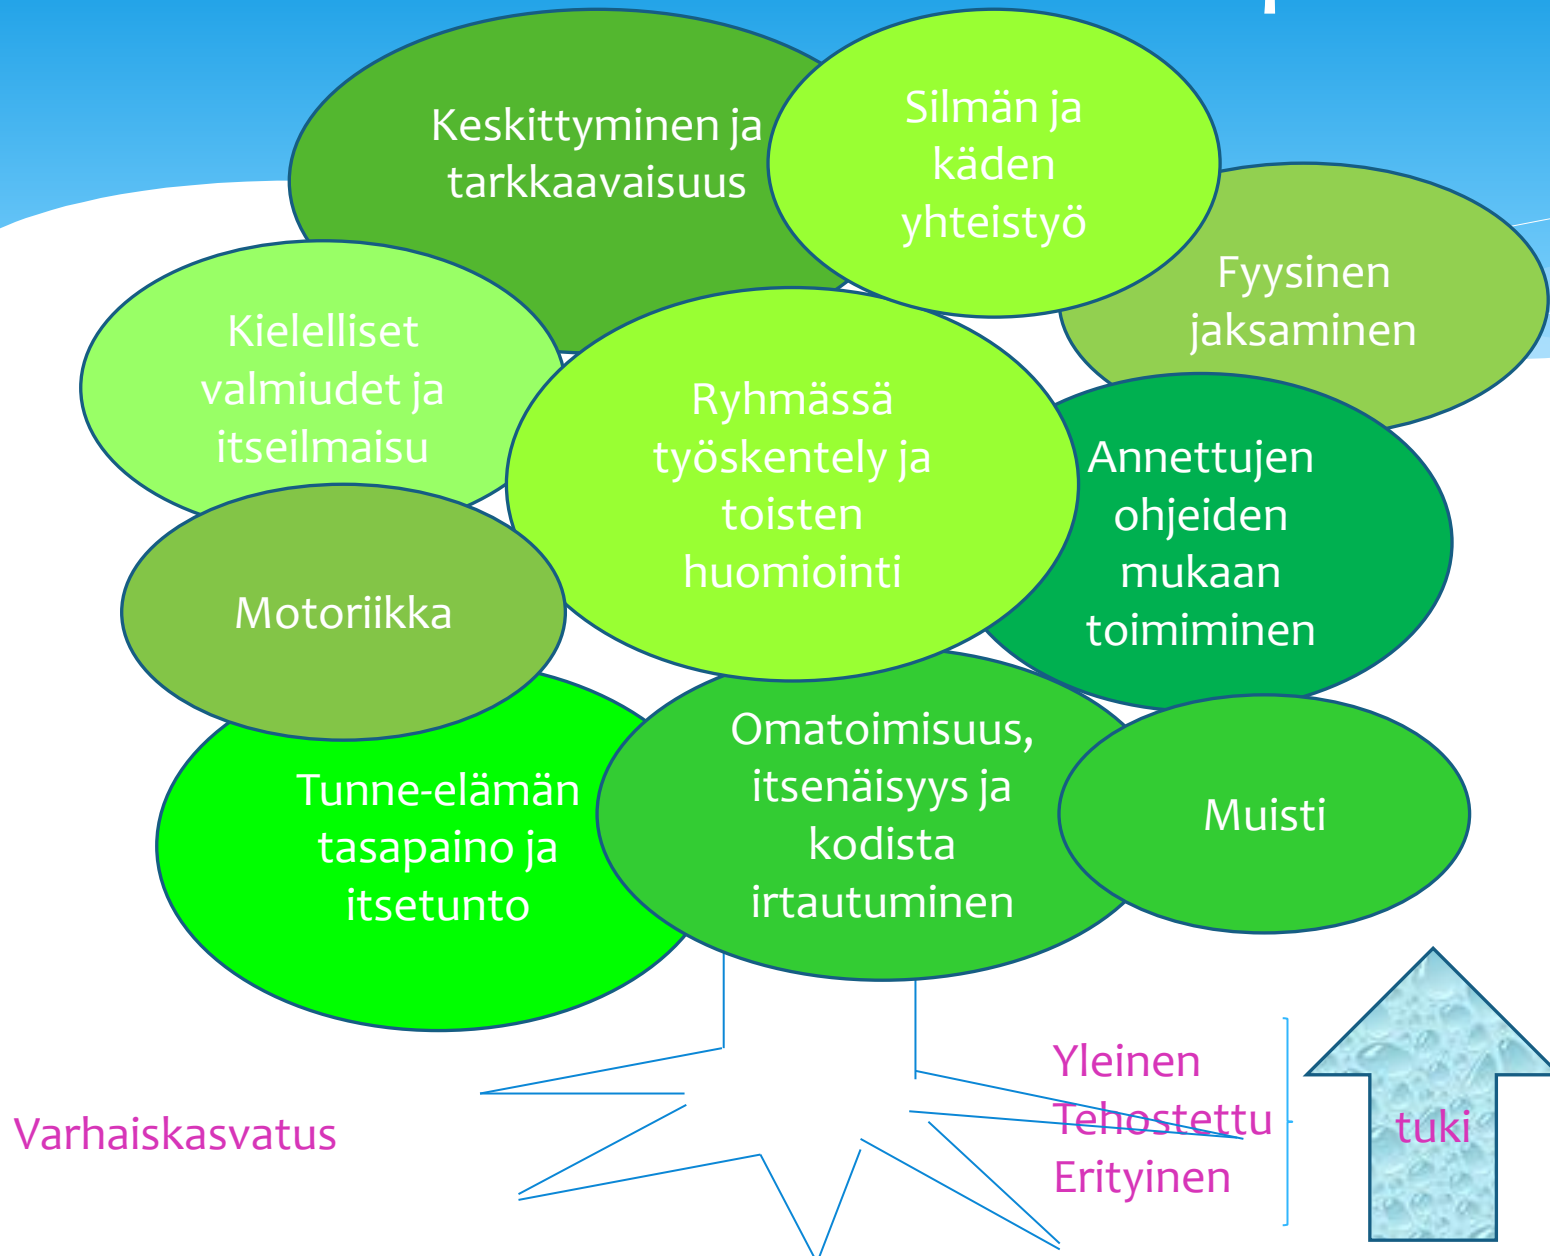 Keskittyminen ja
tarkkaavaisuus
Silmän ja
käden
yhteistyö
Fyysinen
jaksaminen
Kielelliset
valmiudet ja
itseilmaisu
Ryhmässä
työskentely ja
toisten
huomiointi
Annettujen
ohjeiden
mukaan
toimiminen
Motoriikka
Tunne-elämän
tasapaino ja
itsetunto
Omatoimisuus,
itsenäisyys ja
kodista
irtautuminen
Muisti
Varhaiskasvatus
Yleinen
Tehostettu
Erityinen
tuki